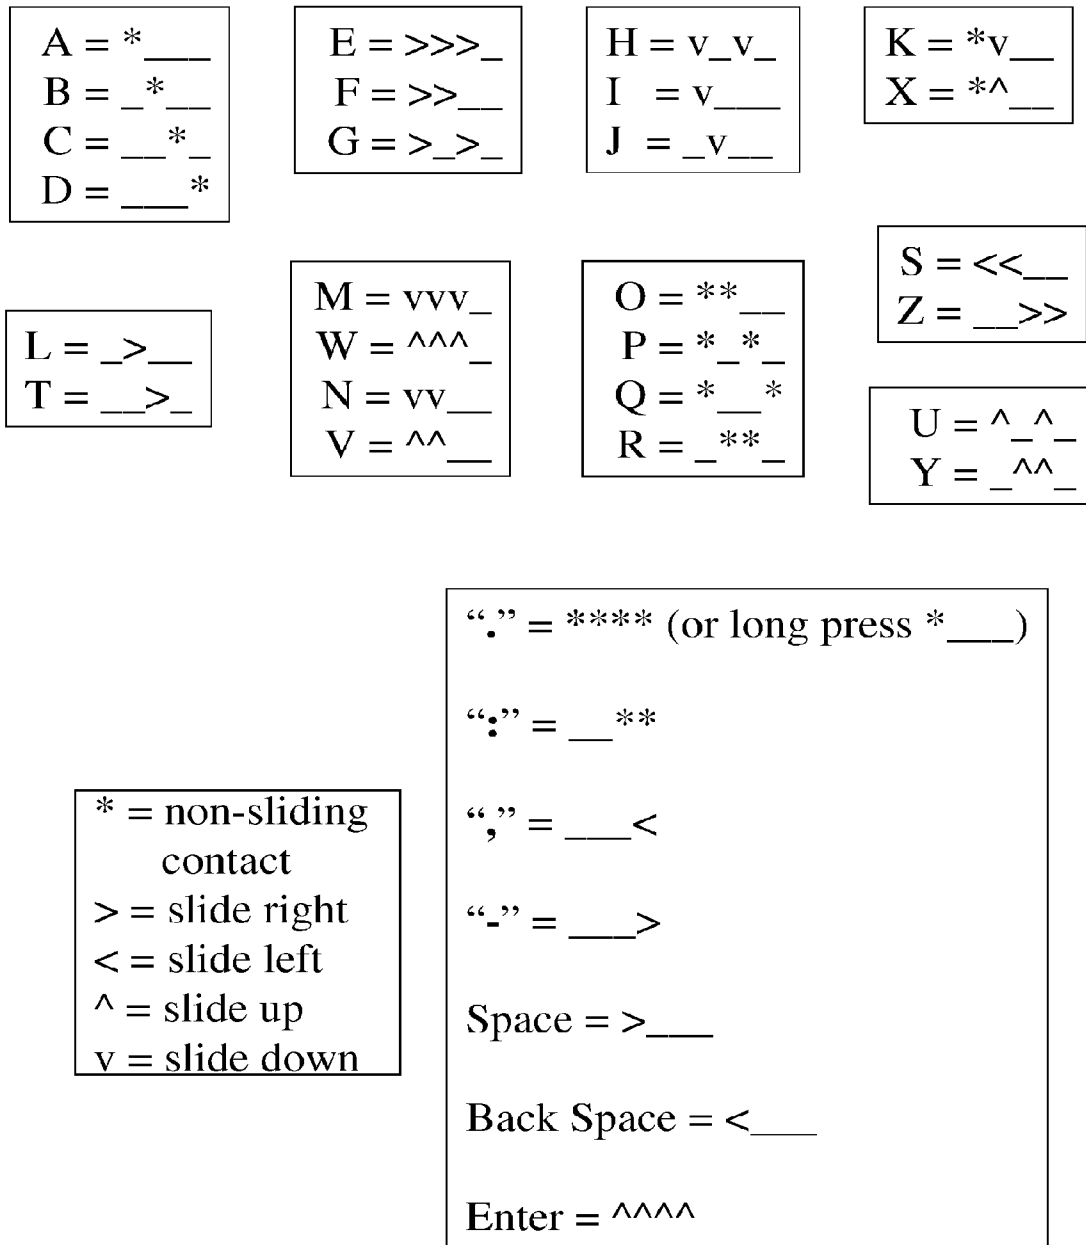 A = *___
B = _*__
C = __*_
D = ___*
E = >>>_
F = >>__
G = >_>_
H = v_v_
I = v___
J = _v__
K = *v__
X = *^__
L = _>__
T = __>_
M = vvv_
W = ^^^_
N = vv__
V = ^^__
O = **__
P = *_*_
Q = *__*
R = _**_
S = <<__
Z = __>>
U = ^_^_
Y = _^^_
“.” = **** (or long press *___)
“:” = __**
“,” = ___<
“-” = ___>
Space = >___
Back Space = <___
Enter = ^^^^
* = non-sliding
contact
> = slide right
< = slide left
^ = slide up
v = slide down